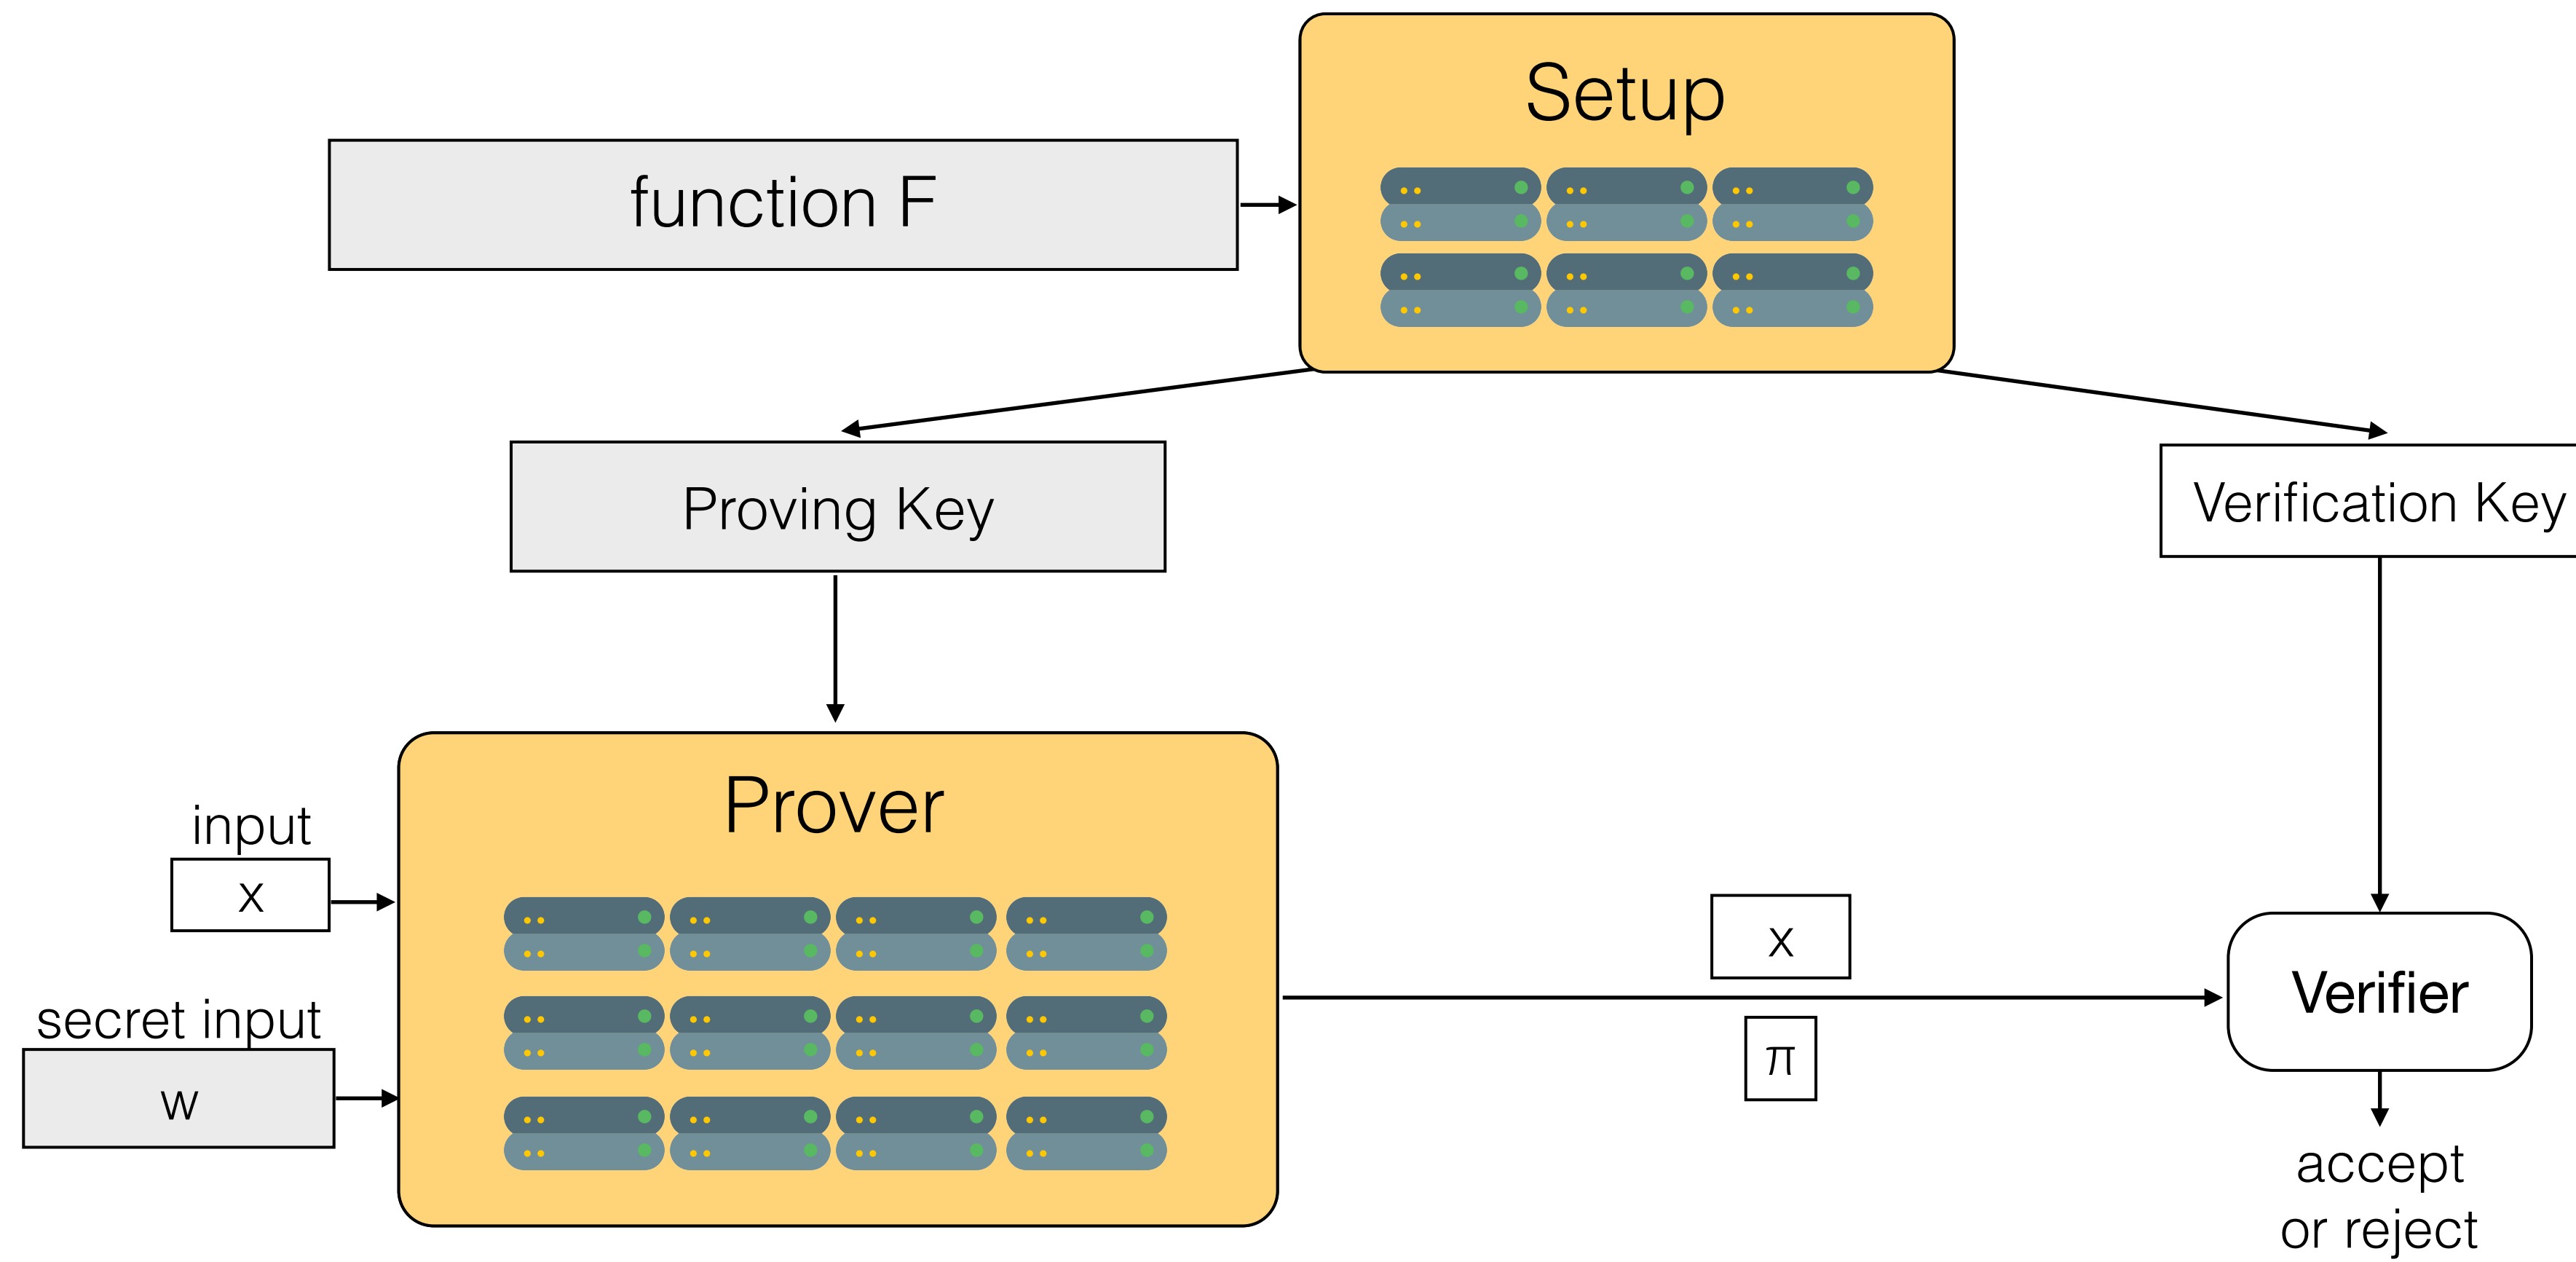 Setup
function F
Proving Key
Verification Key
Prover
input
x
secret input
w
x
π
Verifier
accept
or reject